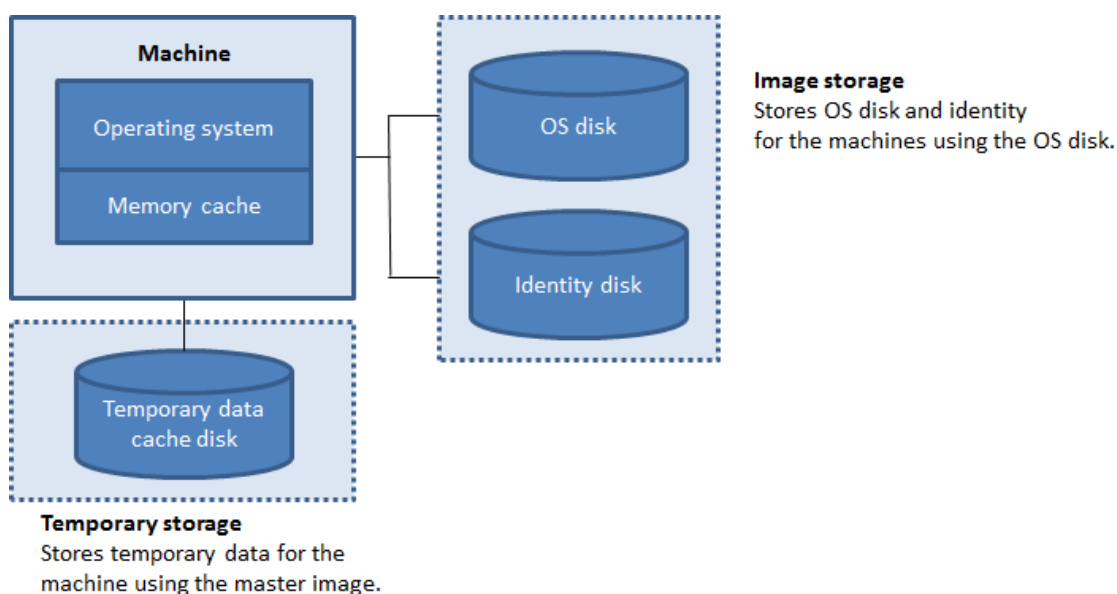 Machine
Operating system
Memory cache
OS disk
Identity disk
Image storage
Stores OS disk and identity
for the machines using the OS disk.
Temporary data
cache disk
Temporary storage
Stores temporary data for the
machine using the master image.